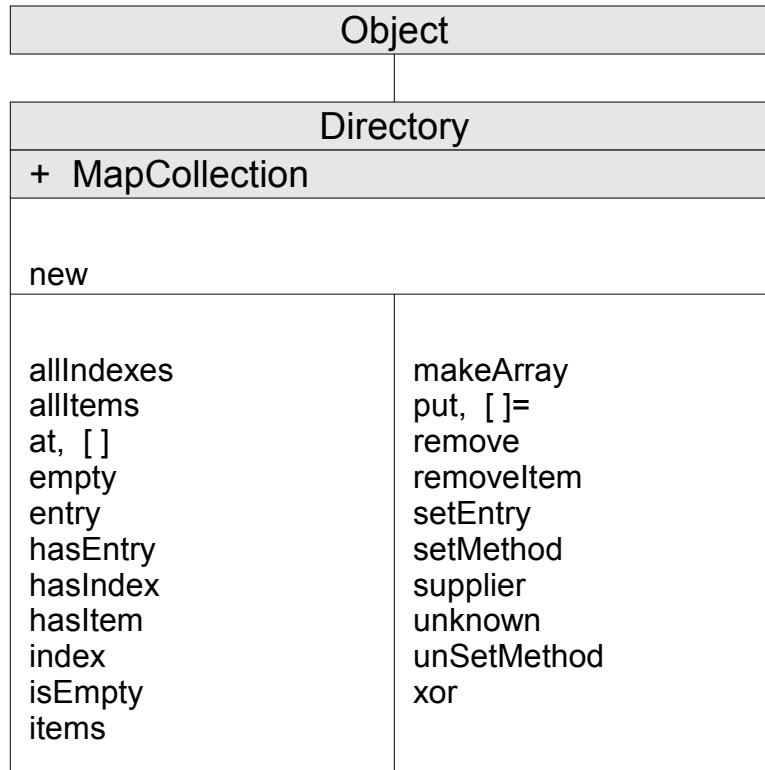 Object
Directory
+ MapCollection
new
allIndexes
allItems
at, [ ]
empty
entry
hasEntry
hasIndex
hasItem
index
isEmpty
items
makeArray
put, [ ]=
remove
removeItem
setEntry
setMethod
supplier
unknown
unSetMethod
xor